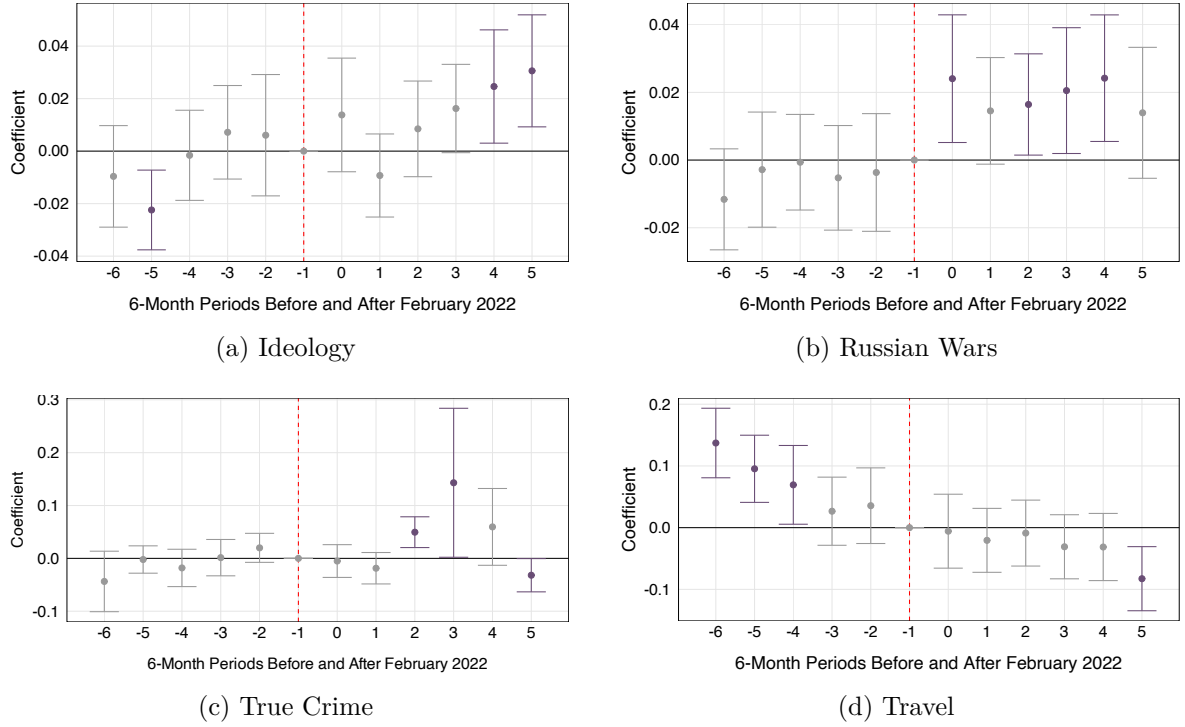 0.04
0.02
0.00
-0.02
-0.04
Coefficient
-6 -5 -4 -3 -2 -1 0 1 2 3 4 5
6-Month Periods Before and After February 2022
(a) Ideology
0.04
0.02
0.00
-0.02
Coefficient
-6 -5 -4 -3 -2 -1 0 1 2 3 4 5
6-Month Periods Before and After February 2022
(b) Russian Wars
0.3
0.2
0.1
0.0
-0.1
Coefficient
-6 -5 -4 -3 -2 -1 0 1 2 3 4 5
6-Month Periods Before and After February 2022
(c) True Crime
0.2
0.1
0.0
-0.1
Coefficient
-6 -5 -4 -3 -2 -1 0 1 2 3 4 5
6-Month Periods Before and After February 2022
(d) Travel